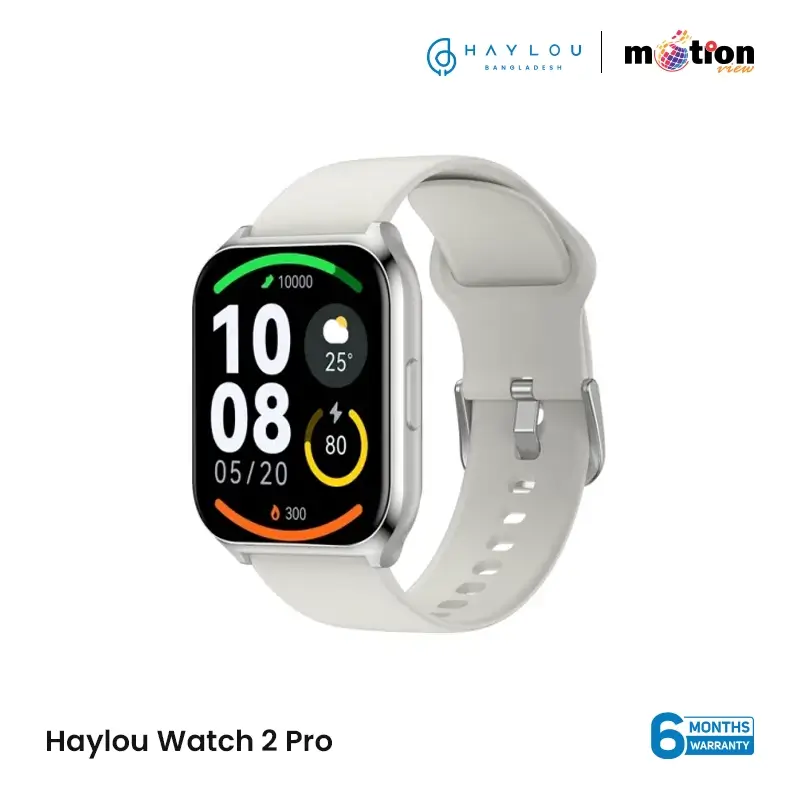 HAYLOU
BANGLADESH
motion
view
10000
10
08
25°
80
05/20
300
Haylou Watch 2 Pro
6 MONTHS
WARRANTY